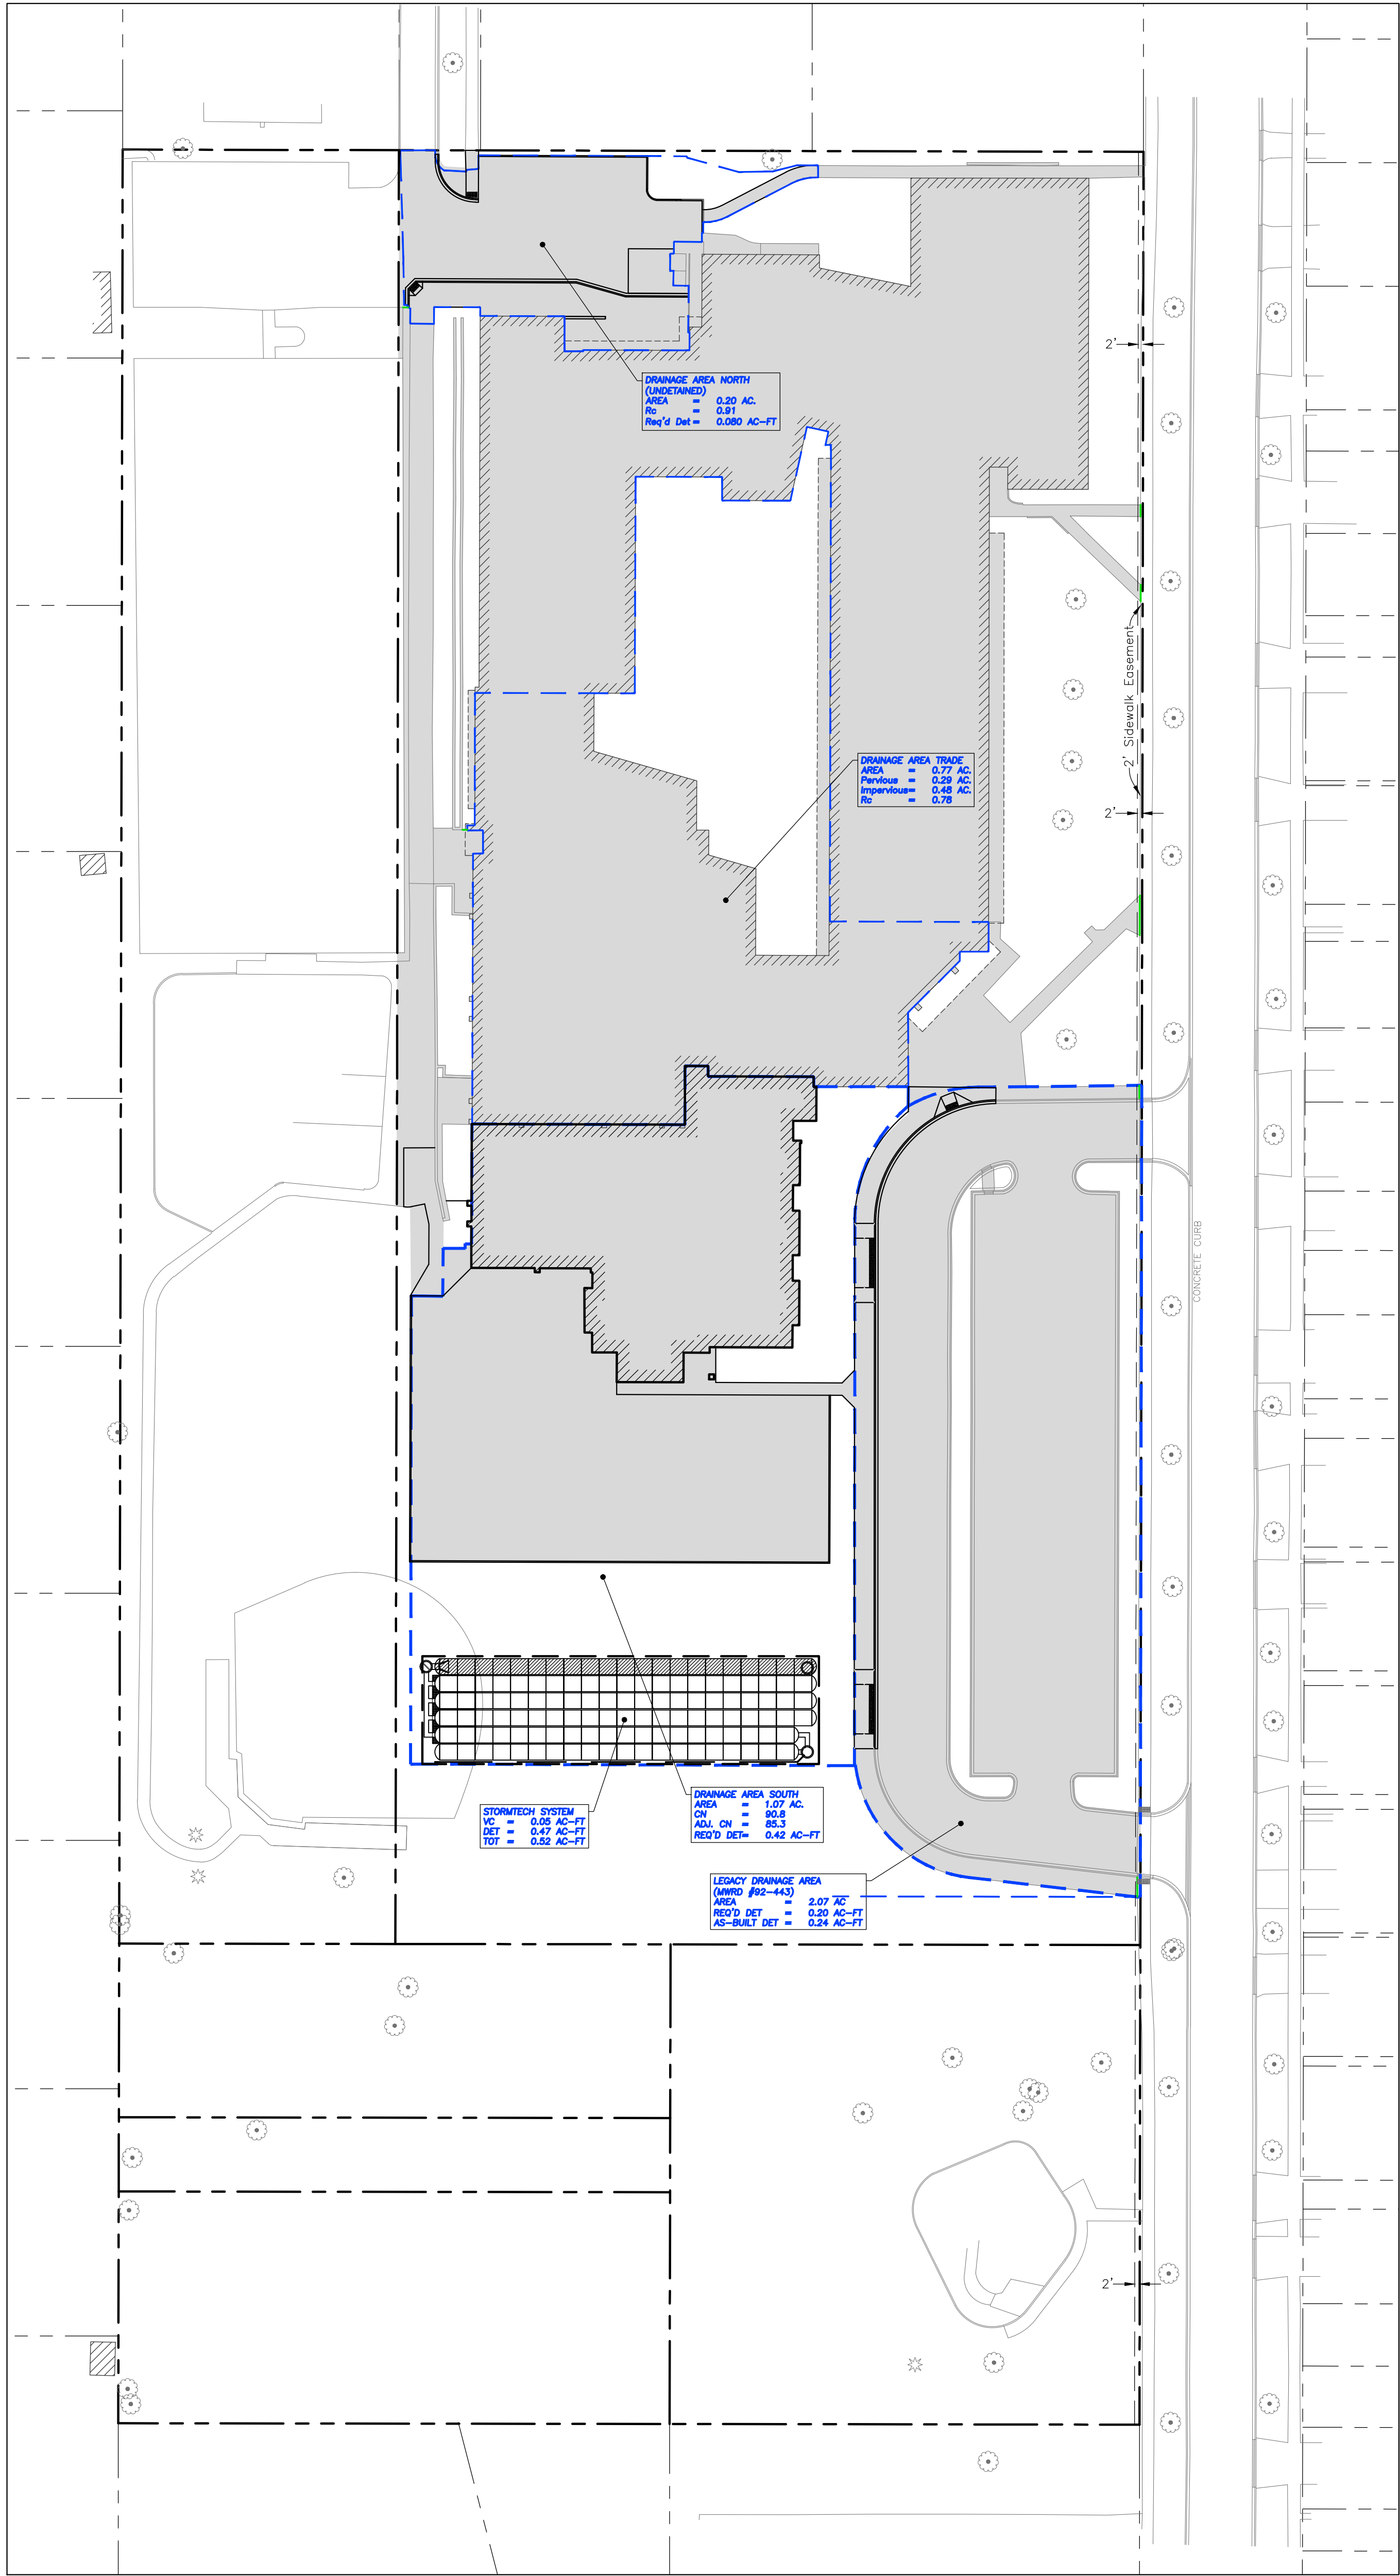 2'
DRAINAGE AREA NORTH
(UNDETAINED)
AREA = 0.20 AC.
Rc = 0.91
Req'd Det = 0.080 AC-FT
2' Sidewalk Easement
DRAINAGE AREA TRADE
AREA = 0.77 AC.
Pervious = 0.29 AC.
Impervious= 0.48 AC.
Rc = 0.78
2'
CONCRETE CURB
STORMTECH SYSTEM
VC = 0.05 AC-FT
DET = 0.47 AC-FT
TOT = 0.52 AC-FT
DRAINAGE AREA SOUTH
AREA = 1.07 AC.
CN = 90.8
ADJ. CN = 85.3
REQ'D DET= 0.42 AC-FT
LEGACY DRAINAGE AREA
(MWRD #92-443)
AREA = 2.07 AC
REQ'D DET = 0.20 AC-FT
AS-BUILT DET = 0.24 AC-FT
2'